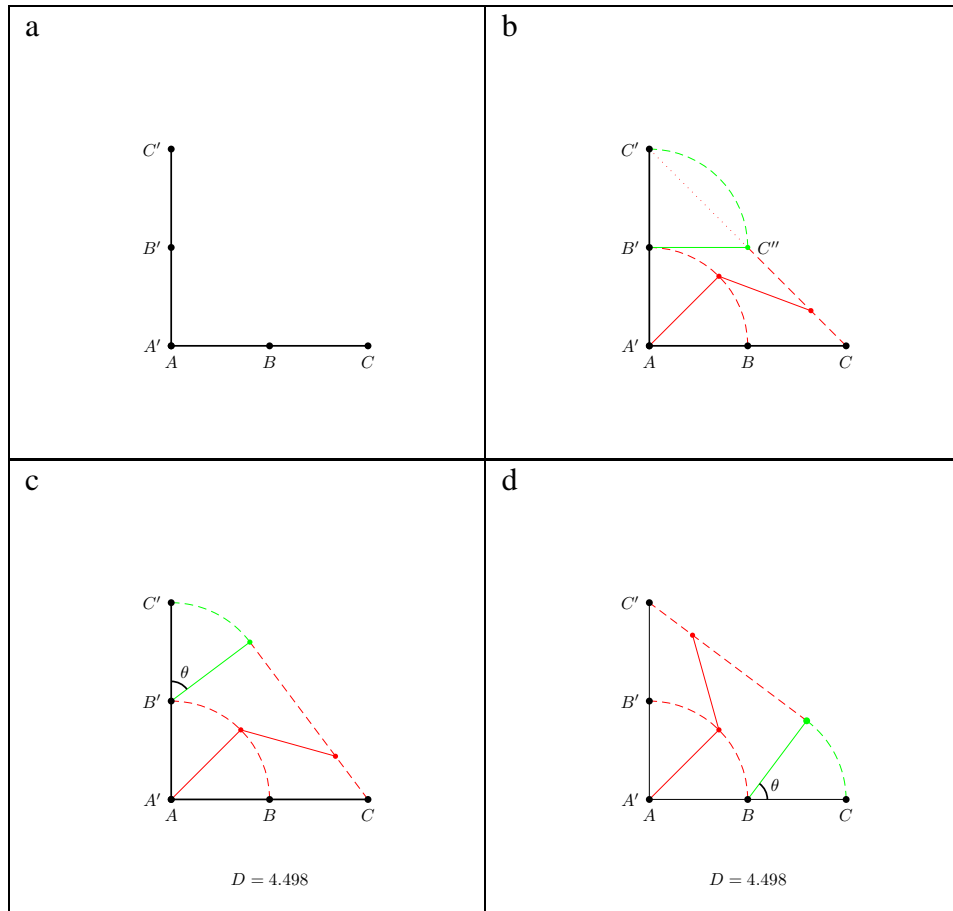 a
C′
B′
A′
A B C
b
C′
B′ C′′
A′
A B C
c
C′
θ
B′
A′
A B C
D = 4.498
d
C′
B′
θ
A′
A B C
D = 4.498